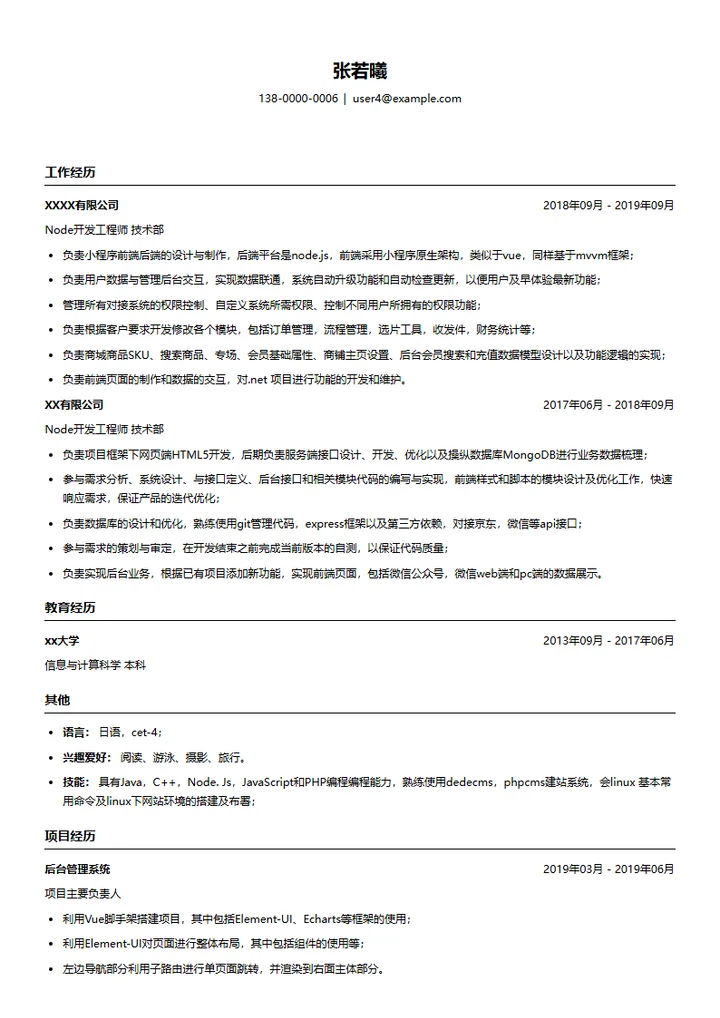 张若曦
138-0000-0006 | user4@example.com
工作经历
XXXX有限公司 2018年09月 - 2019年09月
Node开发工程师 技术部
• 负责小程序前端后端的设计与制作，后端平台是node.js，前端采用小程序原生架构，类似于vue，同样基于mvvm框架；
• 负责用户数据与管理后台交互，实现数据联通，系统自动升级功能和自动检查更新，以便用户及早体验最新功能；
• 管理所有对接系统的权限控制、自定义系统所需权限、控制不同用户所拥有的权限功能；
• 负责根据客户要求开发修改各个模块，包括订单管理，流程管理，选片工具，收发件，财务统计等；
• 负责商城商品SKU、搜索商品、专场、会员基础属性、商铺主页设置、后台会员搜索和充值数据模型设计以及功能逻辑的实现；
• 负责前端页面的制作和数据的交互，对.net 项目进行功能的开发和维护。
XX有限公司 2017年06月 - 2018年09月
Node开发工程师 技术部
• 负责项目框架下网页端HTML5开发，后期负责服务端接口设计、开发、优化以及操纵数据库MongoDB进行业务数据梳理；
• 参与需求分析、系统设计、与接口定义、后台接口和相关模块代码的编写与实现，前端样式和脚本的模块设计及优化工作，快速
响应需求，保证产品的迭代优化；
• 负责数据库的设计和优化，熟练使用git管理代码，express框架以及第三方依赖，对接京东，微信等api接口；
• 参与需求的策划与审定，在开发结束之前完成当前版本的自测，以保证代码质量；
• 负责实现后台业务，根据已有项目添加新功能，实现前端页面，包括微信公众号，微信web端和pc端的数据展示。
教育经历
xx大学 2013年09月 - 2017年06月
信息与计算科学 本科
其他
• 语言： 日语，cet-4；
• 兴趣爱好： 阅读、游泳、摄影、旅行。
• 技能： 具有Java，C++，Node. Js，JavaScript和PHP编程编程能力，熟练使用dedecms，phpcms建站系统，会linux 基本常
用命令及linux下网站环境的搭建及布署；
项目经历
后台管理系统 2019年03月 - 2019年06月
项目主要负责人
• 利用Vue脚手架搭建项目，其中包括Element-UI、Echarts等框架的使用；
• 利用Element-UI对页面进行整体布局，其中包括组件的使用等；
• 左边导航部分利用子路由进行单页面跳转，并渲染到右面主体部分。